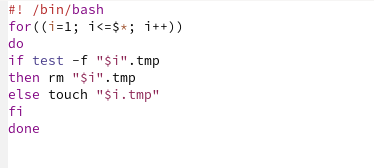 #! /bin/bash
for((i=1; i<=$*; i++))
do
if test -f "$i".tmp
then rm "$i".tmp
else touch "$i.tmp"
fi
done